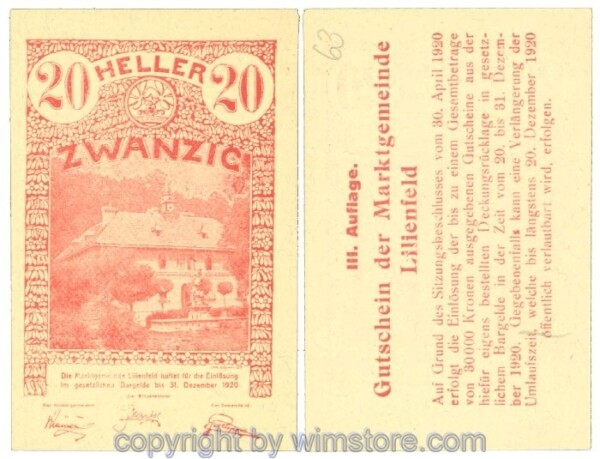 20 HELLER 20
ZWANZIG
Die Marktgemeinde Lilienfeld haftet für die Einlösung
im gesetzlichen Bargelde bis 31. Dezember 1920
63
III. Auflage.
Gutschein der Marktgemeinde
Lilienfeld
Auf Grund des Sitzungsbeschlusses vom 30. April 1920
erfolgt die Einlösung der bis zu einem Gesamtbetrage
von 30000 Kronen ausgegebenen Gutscheine aus der
hiefür eigens bestellten Deckungsrücklage in gesetz-
lichem Bargelde in der Zeit vom 20. bis 31. Dezem-
ber 1920. Gegebenenfalls kann eine Verlängerung der
Umlaufszeit, welche bis längstens 20. Dezember 1920
öffentlich verlautbart wird, erfolgen.
copyright by wimstore.com